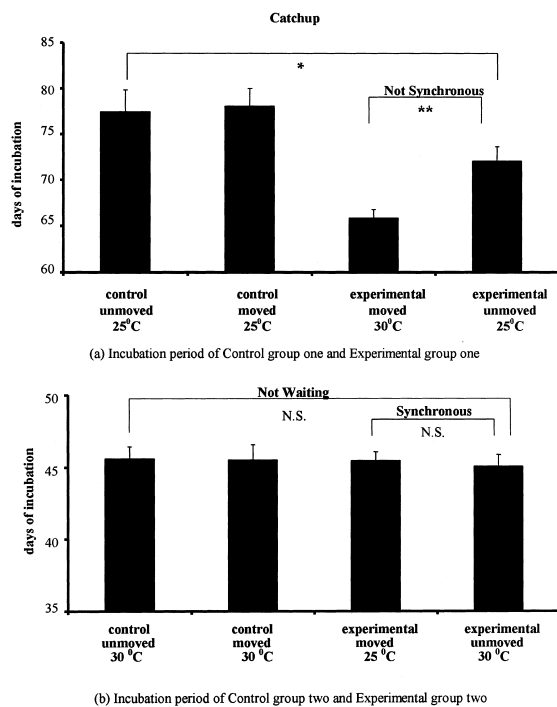 Catchup
85
80
75
70
65
60
days of incubation
*
Not Synchronous
**
control control experimental experimental
unmoved moved moved unmoved
25⁰C 25⁰C 30⁰C 25⁰C
(a) Incubation period of Control group one and Experimental group one
50
45
40
35
days of incubation
Not Waiting
N.S.
Synchronous
N.S.
control control experimental experimental
unmoved moved moved unmoved
30 ⁰C 30 ⁰C 25 ⁰C 30 ⁰C
(b) Incubation period of Control group two and Experimental group two